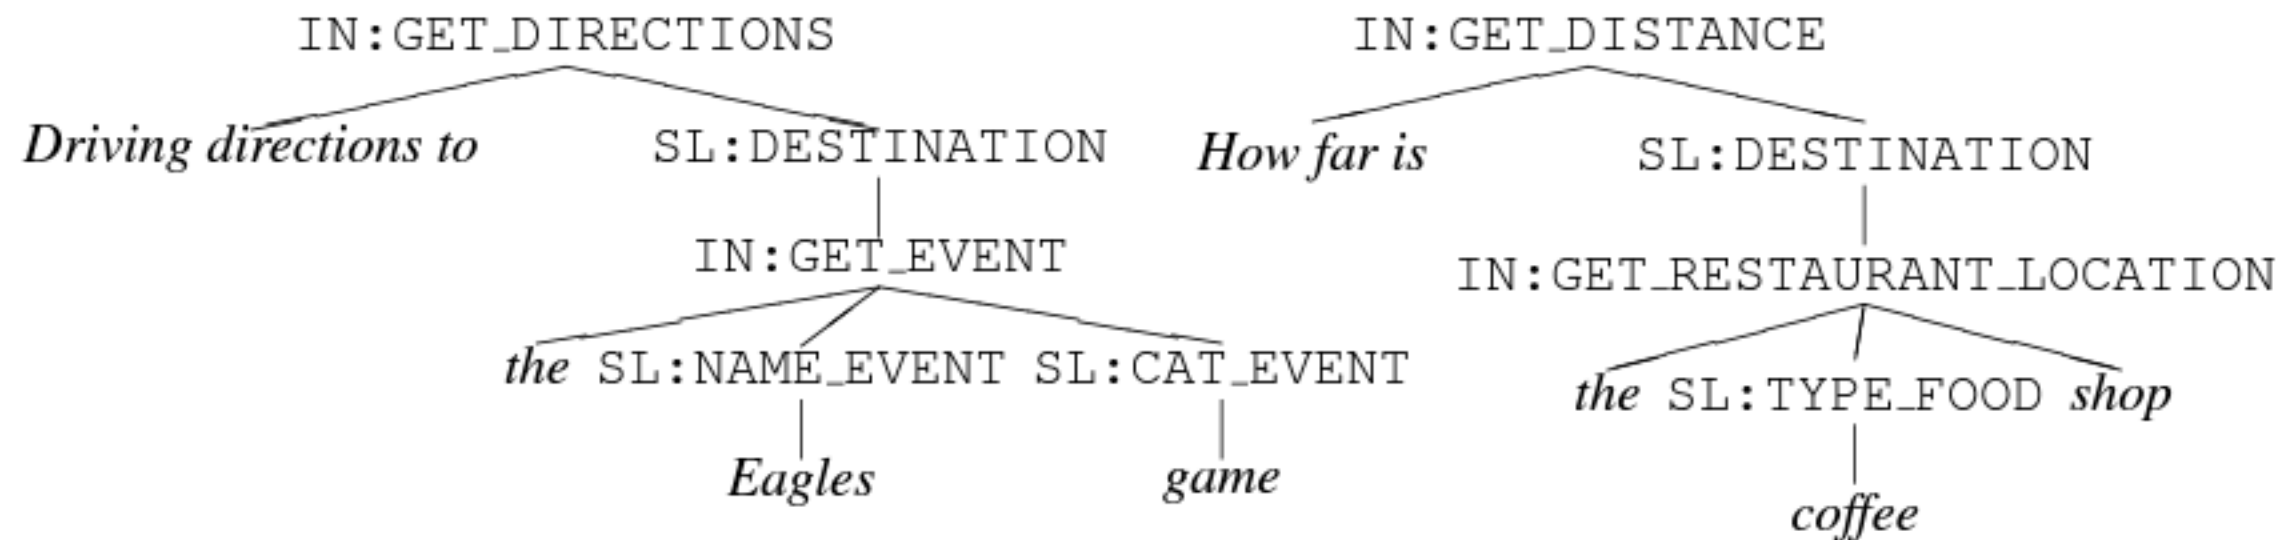 IN:GET_DIRECTIONS
Driving directions to SL:DESTINATION
IN:GET_EVENT
the SL:NAME_EVENT SL:CAT_EVENT
Eagles game
IN:GET_DISTANCE
How far is SL:DESTINATION
IN:GET_RESTAURANT_LOCATION
the SL:TYPE_FOOD shop
coffee